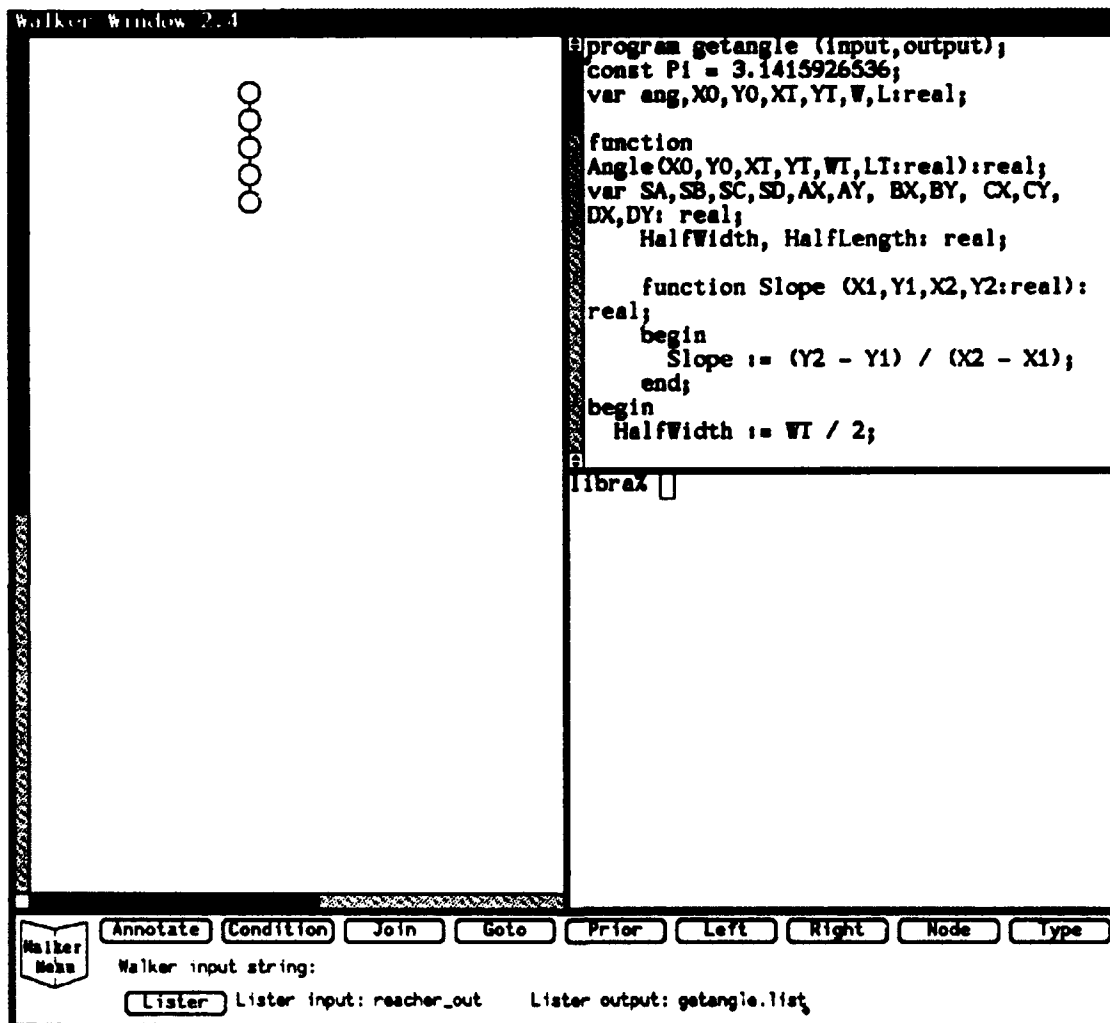 Walker Window 2.4
program getangle (input,output);
const Pi = 3.1415926536;
var ang,X0,Y0,XT,YT,W,L:real;
function
Angle(X0,Y0,XT,YT,WT,LT:real):real;
var SA,SB,SC,SD,AX,AY, BX,BY, CX,CY,
DX,DY: real;
HalfWidth, HalfLength: real;
function Slope (X1,Y1,X2,Y2:real):
real;
begin
Slope := (Y2 - Y1) / (X2 - X1);
end;
begin
HalfWidth := WT / 2;
libra%
Walker
Menu
Annotate Condition Join Goto Prior Left Right Node Type
Walker input string:
Lister Lister input: reacher_out Lister output: getangle.list